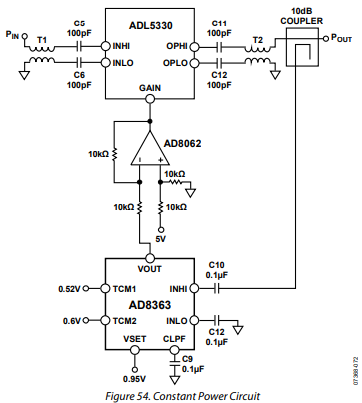 10dB
COUPLER
ADL5330
C5
100pF
C11
100pF
PIN
T1
INHI
OPHI
T2
POUT
INLO
OPLO
C6
100pF
C12
100pF
GAIN
AD8062
10kΩ
10kΩ
10kΩ
10kΩ
5V
VOUT
C10
0.1µF
0.52V
TCM1
INHI
AD8363
0.6V
TCM2
INLO
C12
0.1µF
VSET
CLPF
C9
0.1µF
0.95V
07368-072
Figure 54. Constant Power Circuit